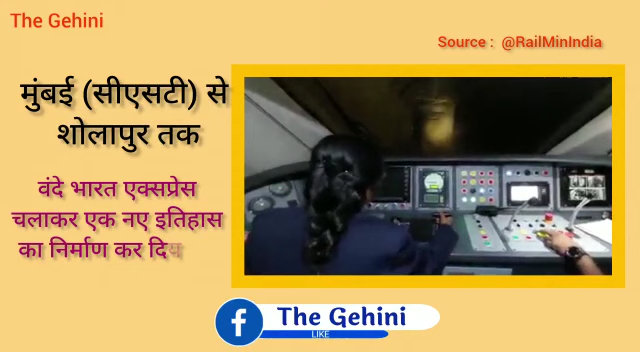 The Gehini
Source : @RailMinIndia
मुंबई (सीएसटी) से
शोलापुर तक
वंदे भारत एक्सप्रेस
चलाकर एक नए इतिहास
का निर्माण कर दिय
The Gehini
LIKE